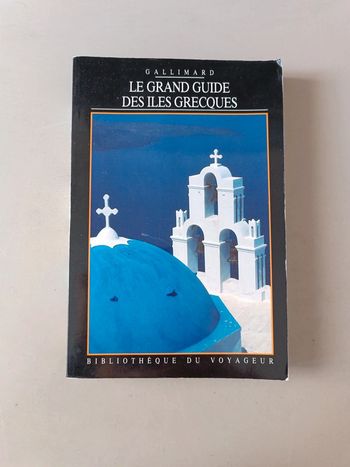 GALLIMARD
LE GRAND GUIDE
DES ILES GRECQUES
BIBLIOTHÈQUE DU VOYAGEUR